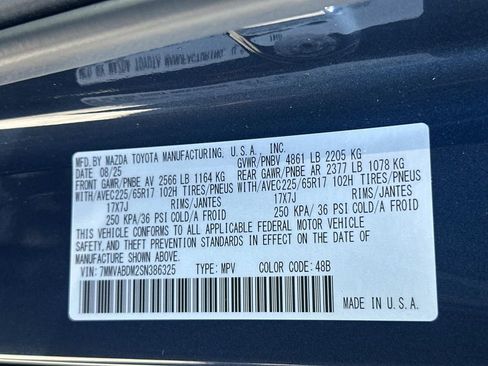 MFD.BY MAZDA TOYOTA MANUFACTURING, U.S.A., INC.
DATE 08/25 GVWR/PNBV 4861 LB 2205 KG
FRONT GAWR/PNBE AV 2566 LB 1164 KG REAR GAWR/PNBE AR 2377 LB 1078 KG
WITH/AVEC225/65R17 102H TIRES/PNEUS WITH/AVEC225/65R17 102H TIRES/PNEUS
17X7J RIMS/JANTES 17X7J RIMS/JANTES
250 KPA/36 PSI COLD/A FROID 250 KPA/36 PSI COLD/A FROID
THIS VEHICLE CONFORMS TO ALL APPLICABLE FEDERAL MOTOR VEHICLE
SAFETY, AND THEFT PREVENTION STANDARDS IN EFFECT ON THE DATE OF
MANUFACTURE SHOWN ABOVE.
VIN: 7MMVABDM2SN386325 TYPE: MPV COLOR CODE: 48B
MADE IN U.S.A.